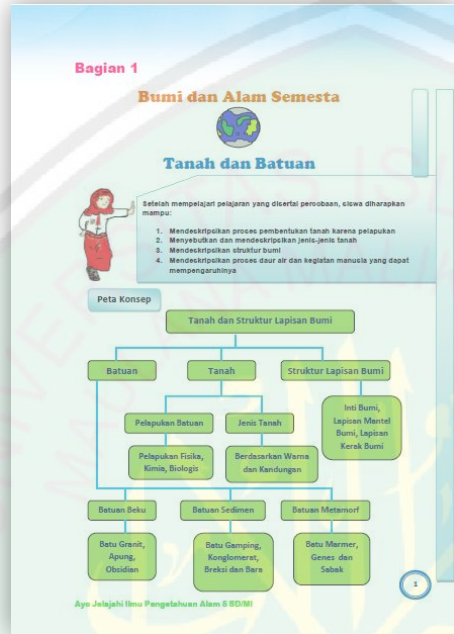 Bagian 1
Bumi dan Alam Semesta
Tanah dan Batuan
Setelah mempelajari pelajaran yang disertai percobaan, siswa diharapkan
mampu:
1. Mendeskripsikan proses pembentukan tanah karena pelapukan
2. Menyebutkan dan mendeskripsikan jenis-jenis tanah
3. Mendeskripsikan struktur bumi
4. Mendeskripsikan proses daur air dan kegiatan manusia yang dapat
mempengaruhinya
Peta Konsep
Tanah dan Struktur Lapisan Bumi
Batuan
Tanah
Struktur Lapisan Bumi
Pelapukan Batuan
Jenis Tanah
Inti Bumi,
Lapisan Mantel
Bumi, Lapisan
Kerak Bumi
Pelapukan Fisika,
Kimia, Biologis
Berdasarkan Warna
dan Kandungan
Batuan Beku
Batuan Sedimen
Batuan Metamorf
Batu Granit,
Apung,
Obsidian
Batu Gamping,
Konglomerat,
Breksi dan Bara
Batu Marmer,
Genes dan
Sabak
1
Ayo Jelajahi Ilmu Pengetahuan Alam 5 SD/MI